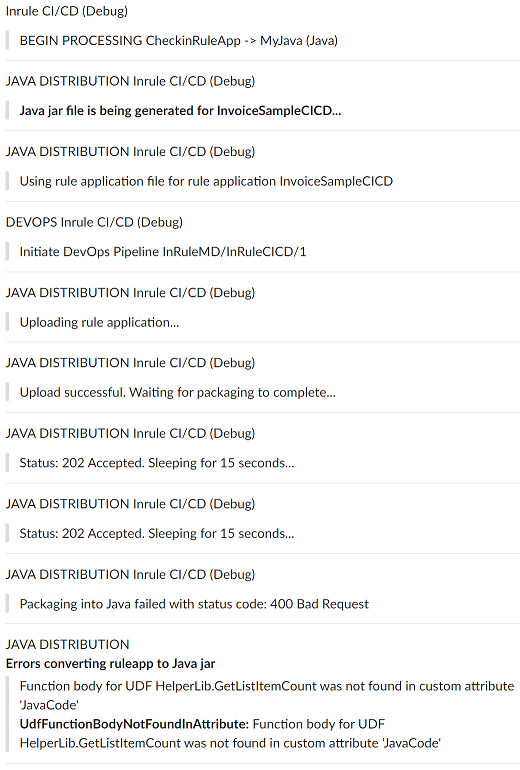 Inrule CI/CD (Debug)
BEGIN PROCESSING CheckinRuleApp -> MyJava (Java)
JAVA DISTRIBUTION Inrule CI/CD (Debug)
Java jar file is being generated for InvoiceSampleCICD...
JAVA DISTRIBUTION Inrule CI/CD (Debug)
Using rule application file for rule application InvoiceSampleCICD
DEVOPS Inrule CI/CD (Debug)
Initiate DevOps Pipeline InRuleMD/InRuleCICD/1
JAVA DISTRIBUTION Inrule CI/CD (Debug)
Uploading rule application...
JAVA DISTRIBUTION Inrule CI/CD (Debug)
Upload successful. Waiting for packaging to complete...
JAVA DISTRIBUTION Inrule CI/CD (Debug)
Status: 202 Accepted. Sleeping for 15 seconds...
JAVA DISTRIBUTION Inrule CI/CD (Debug)
Status: 202 Accepted. Sleeping for 15 seconds...
JAVA DISTRIBUTION Inrule CI/CD (Debug)
Packaging into Java failed with status code: 400 Bad Request
JAVA DISTRIBUTION
Errors converting ruleapp to Java jar
Function body for UDF HelperLib.GetListItemCount was not found in custom attribute
'JavaCode'
UdfFunctionBodyNotFoundInAttribute: Function body for UDF
HelperLib.GetListItemCount was not found in custom attribute 'JavaCode'